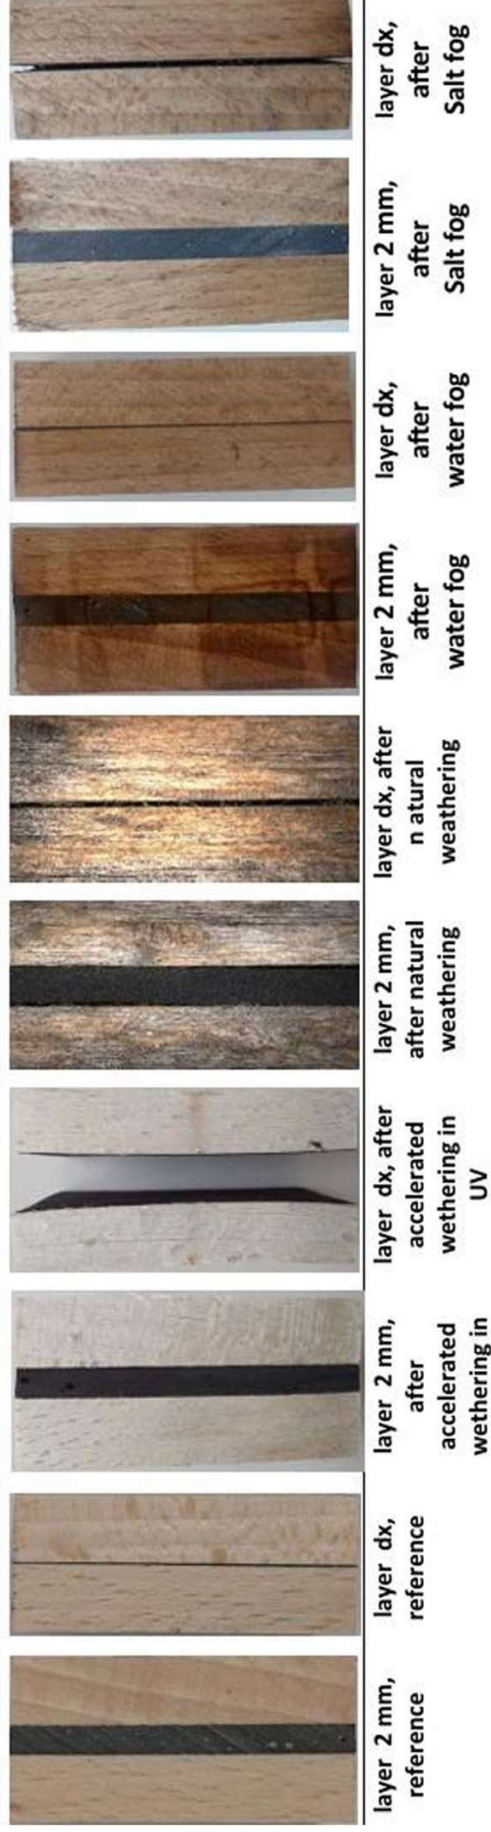 layer 2 mm,
reference
layer dx,
reference
layer 2 mm,
after
accelerated
wethering in
layer dx, after
accelerated
wethering in
UV
layer 2 mm,
after natural
weathering
layer dx, after
n atural
weathering
layer 2 mm,
after
water fog
layer dx,
after
water fog
layer 2 mm,
after
Salt fog
layer dx,
after
Salt fog